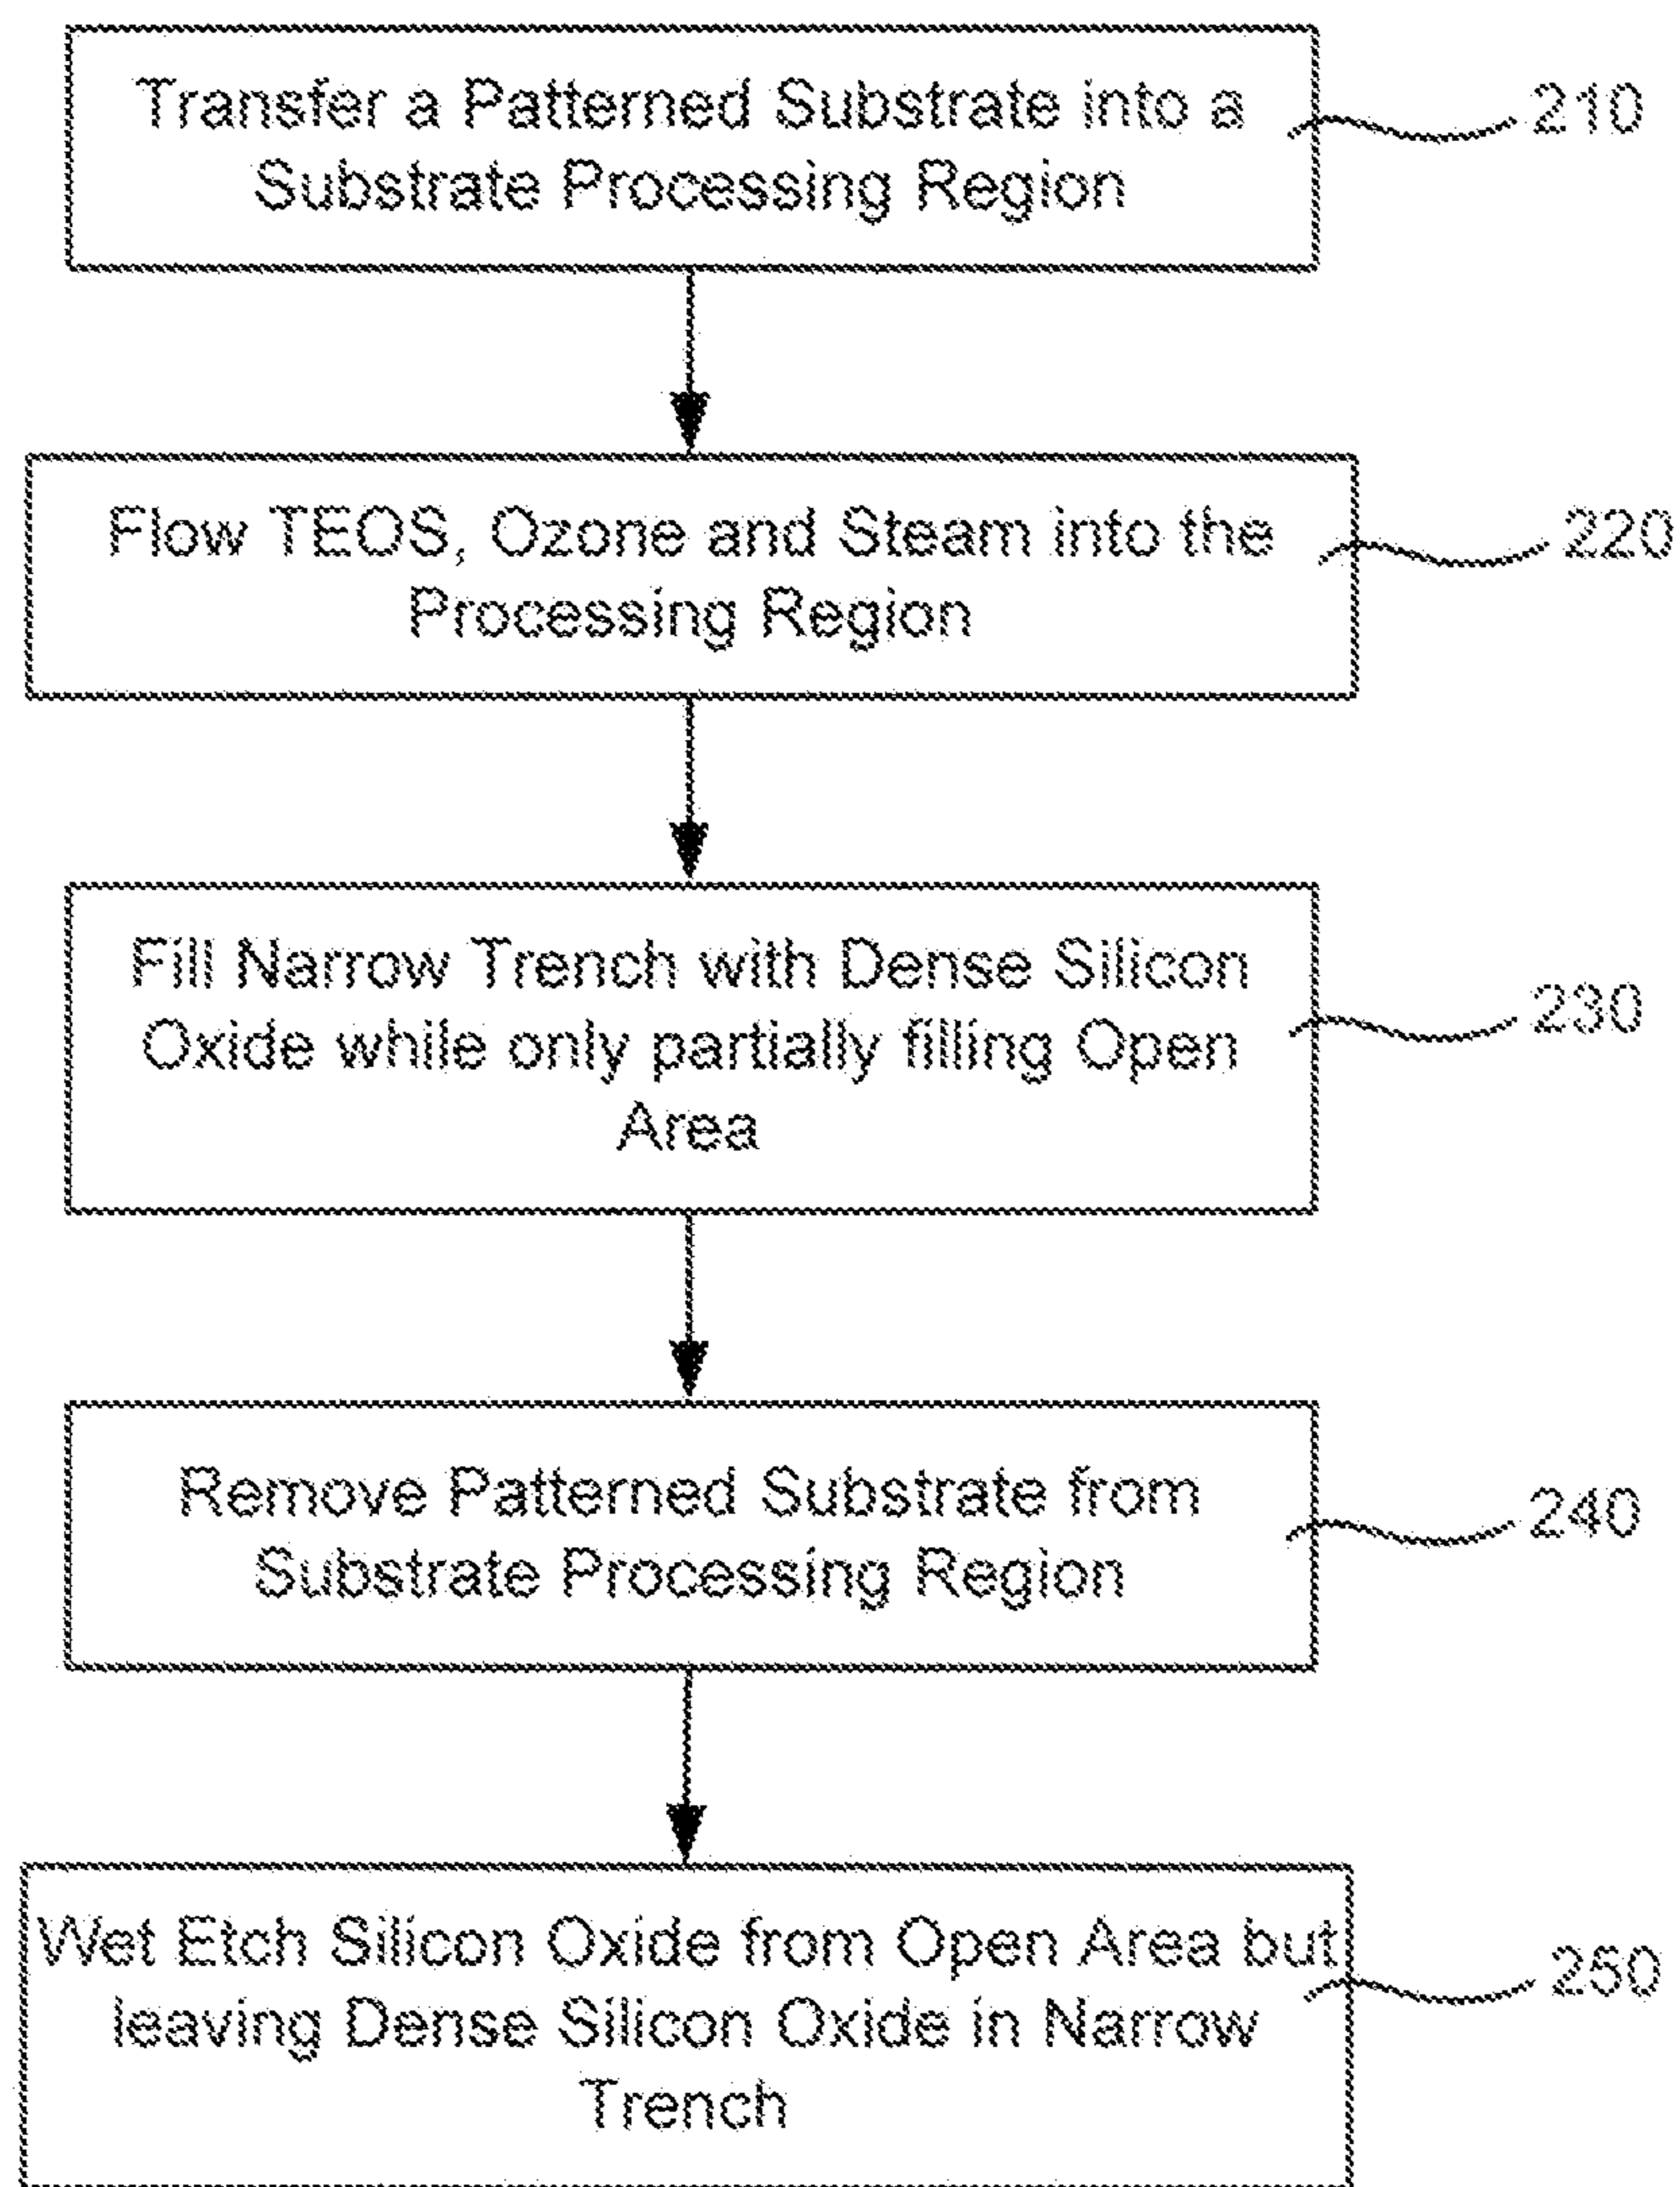 Transfer a Patterned Substrate into a
Substrate Processing Region
210
Flow TEOS, Ozone and Steam into the
Processing Region
220
Fill Narrow Trench with Dense Silicon
Oxide while only partially filling Open
Area
230
Remove Patterned Substrate from
Substrate Processing Region
240
Wet Etch Silicon Oxide from Open Area but
leaving Dense Silicon Oxide in Narrow
Trench
250